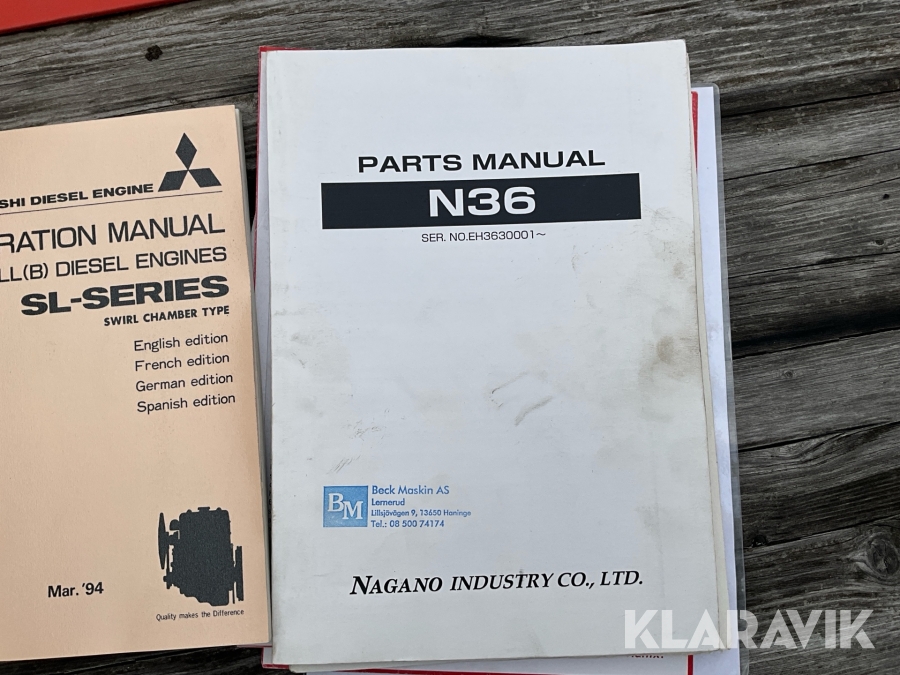 SHI DIESEL ENGINE
RATION MANUAL
LL(B) DIESEL ENGINES
SL-SERIES
SWIRL CHAMBER TYPE
English edition
French edition
German edition
Spanish edition
Mar. '94
Quality makes the Difference
PARTS MANUAL
N36
SER. NO.EH3630001~
BM
Beck Maskin AS
Lernerud
Lillsjövägen 9, 13650 Haninge
Tel.: 08 500 74174
NAGANO INDUSTRY CO., LTD.
KLARAVIK